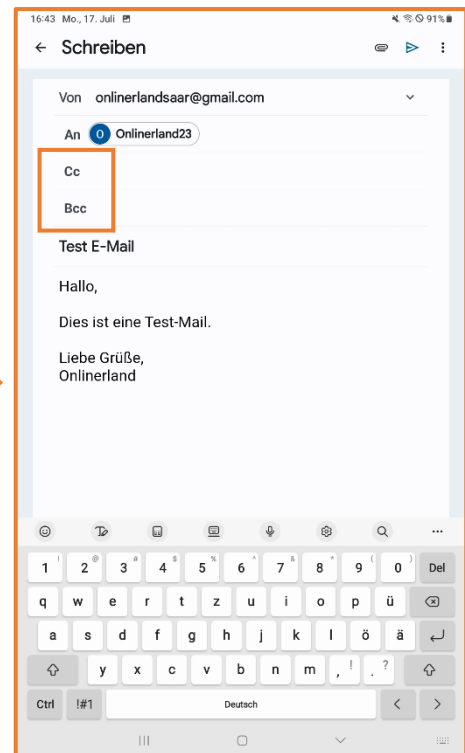 16:43 Mo., 17. Juli 91%
Schreiben
Von onlinerlandsaar@gmail.com
An O Onlinerland23
Cc
Bcc
Test E-Mail
Hallo,
Dies ist eine Test-Mail.
Liebe Grüße,
Onlinerland
1 ! 2 @ 3 # 4 $ 5 % 6 ^ 7 & 8 * 9 ( 0 ) Del
q w e r t z u i o p ü
a s d f g h j k l ö ä
y x c v b n m , ! . ?
Ctrl !#1 Deutsch < >